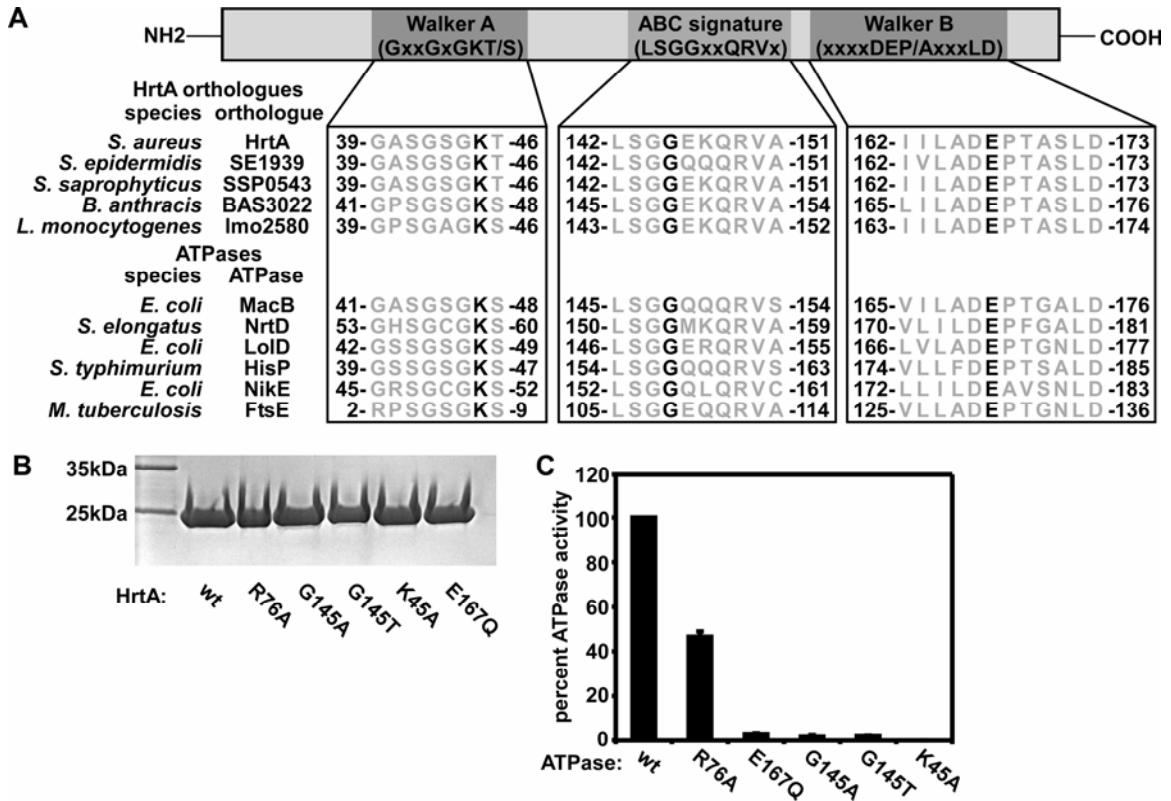 A
NH2
Walker A
(GxxGxGKT/S)
ABC signature
(LSGGxxQRVx)
Walker B
(xxxxDEP/AxxxLD)
COOH
HrtA orthologues
species orthologue
S. aureus HrtA 39- GASGSGKT -46 142- LSGGEKQRVA -151 162- IILADEPTASLD -173
S. epidermidis SE1939 39- GASGSGKT -46 142- LSGGQQQRVA -151 162- IVLADEPTASLD -173
S. saprophyticus SSP0543 39- GASGSGKT -46 142- LSGGEKQRVA -151 162- IILADEPTASLD -173
B. anthracis BAS3022 41- GPSGSGKS -48 145- LSGGEKQRVA -154 165- LILADEPTASLD -176
L. monocytogenes lmo2580 39- GPSGAGKS -46 143- LSGGEKQRVA -152 163- IILADEPTASLD -174
ATPases
species ATPase
E. coli MacB 41- GASGSGKS -48 145- LSGGQQQRVS -154 165- VILADEPTGALD -176
S. elongatus NrtD 53- GHSGCGKS -60 150- LSGGMKQRVA -159 170- VLILDEPFGALD -181
E. coli LolD 42- GSSGSGKS -49 146- LSGGERQRVA -155 166- LVLADEPTGNLD -177
S. typhimurium HisP 39- GSSGSGKS -47 154- LSGGQQQRVS -163 174- VLLFDEPTSALD -185
E. coli NikE 45- GRSGCGKS -52 152- LSGGQLQRVC -161 172- LLILDEAVSNLD -183
M. tuberculosis FtsE 2- RPSGSGKS -9 105- LSGGEQQRVA -114 125- VLLADEPTGNLD -136
B
35kDa
25kDa
HrtA: wt R76A G145A G145T K45A E167Q
C
percent ATPase activity
120
100
80
60
40
20
0
ATPase: wt R76A E167Q G145A G145T K45A